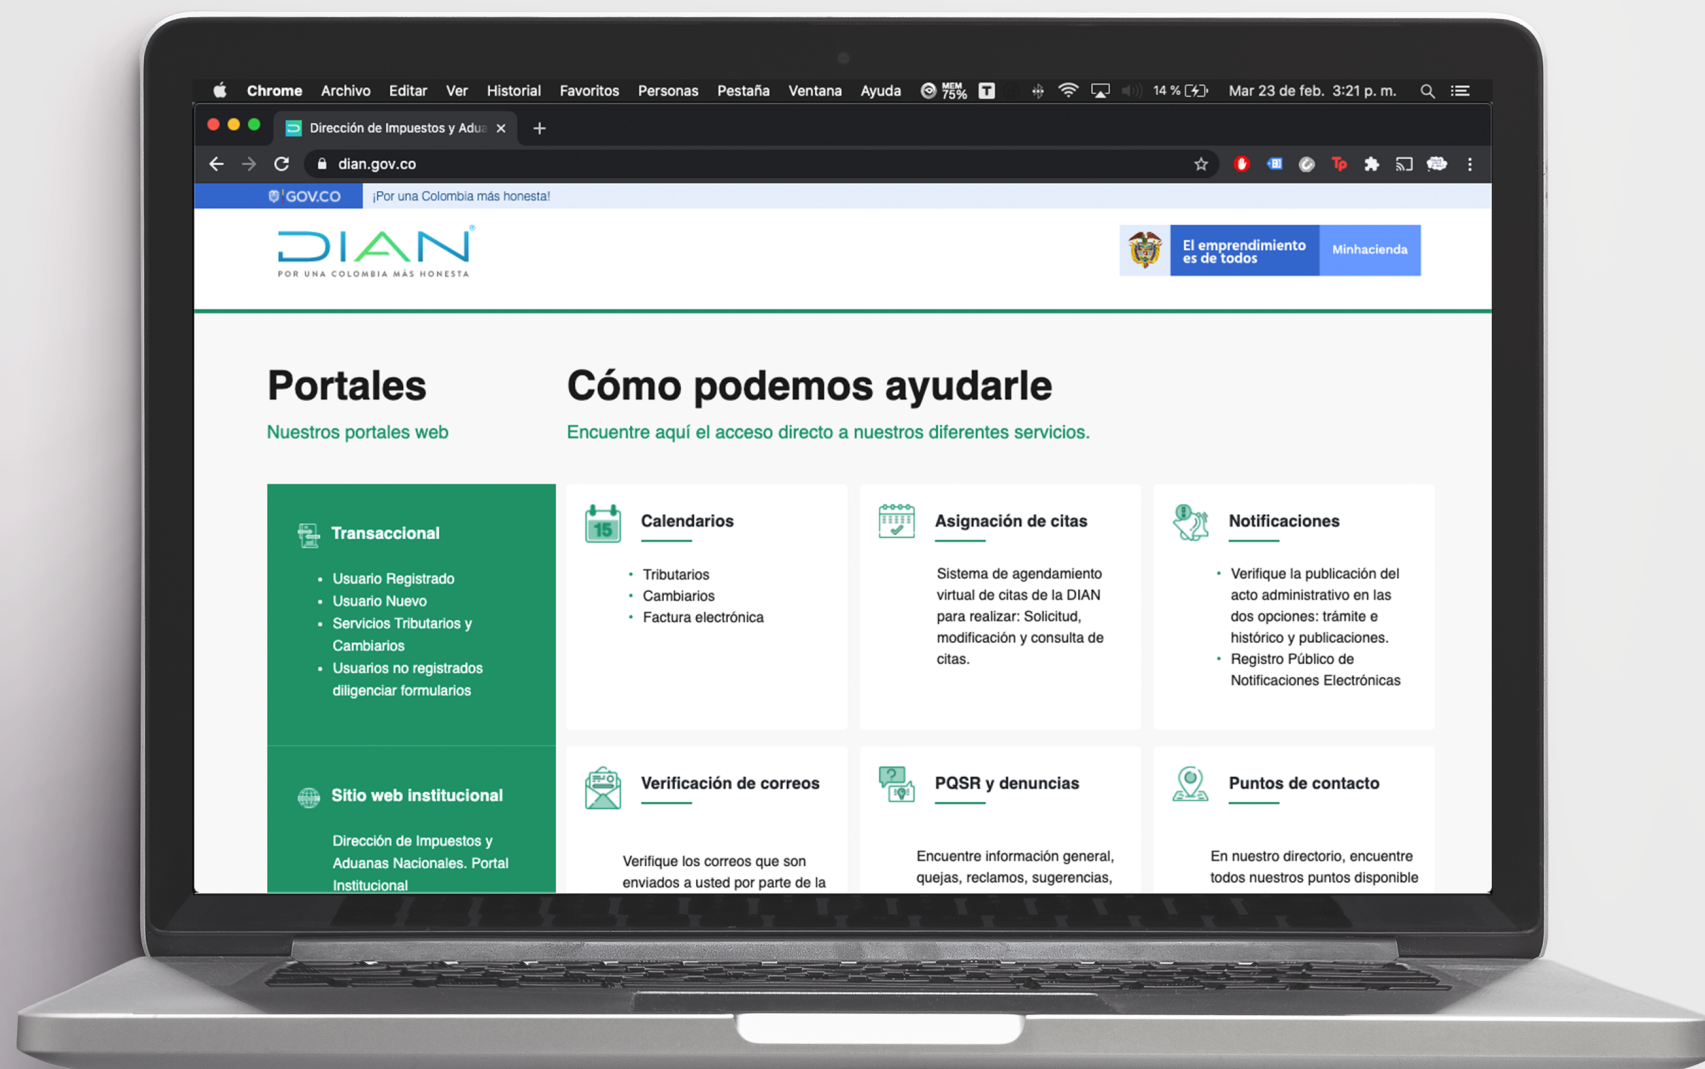 Chrome Archivo Editar Ver Historial Favoritos Personas Pestaña Ventana Ayuda MEM 75% T 14 % Mar 23 de feb. 3:21 p. m.
Dirección de Impuestos y Adua
dian.gov.co
Tp
GOV.CO ¡Por una Colombia más honesta!
DIAN®
POR UNA COLOMBIA MÁS HONESTA
El emprendimiento
es de todos
Minhacienda
Portales
Nuestros portales web
Cómo podemos ayudarle
Encuentre aquí el acceso directo a nuestros diferentes servicios.
Transaccional
• Usuario Registrado
• Usuario Nuevo
• Servicios Tributarios y
Cambiarios
• Usuarios no registrados
diligenciar formularios
15
Calendarios
• Tributarios
• Cambiarios
• Factura electrónica
Asignación de citas
Sistema de agendamiento
virtual de citas de la DIAN
para realizar: Solicitud,
modificación y consulta de
citas.
Notificaciones
• Verifique la publicación del
acto administrativo en las
dos opciones: trámite e
histórico y publicaciones.
• Registro Público de
Notificaciones Electrónicas
Sitio web institucional
Dirección de Impuestos y
Aduanas Nacionales. Portal
Institucional
Verificación de correos
Verifique los correos que son
enviados a usted por parte de la
PQSR y denuncias
Encuentre información general,
quejas, reclamos, sugerencias,
Puntos de contacto
En nuestro directorio, encuentre
todos nuestros puntos disponible